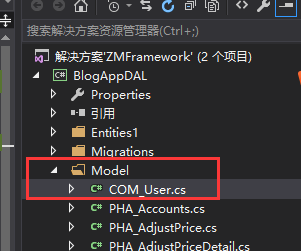 搜索解决方案资源管理器(Ctrl+;)
解决方案'ZMFramework' (2 个项目)
C# BlogAppDAL
Properties
引用
Entities1
Migrations
Model
C# COM_User.cs
C# PHA_Accounts.cs
C# PHA_AdjustPrice.cs
C# PHA_AdjustPriceDetail.cs